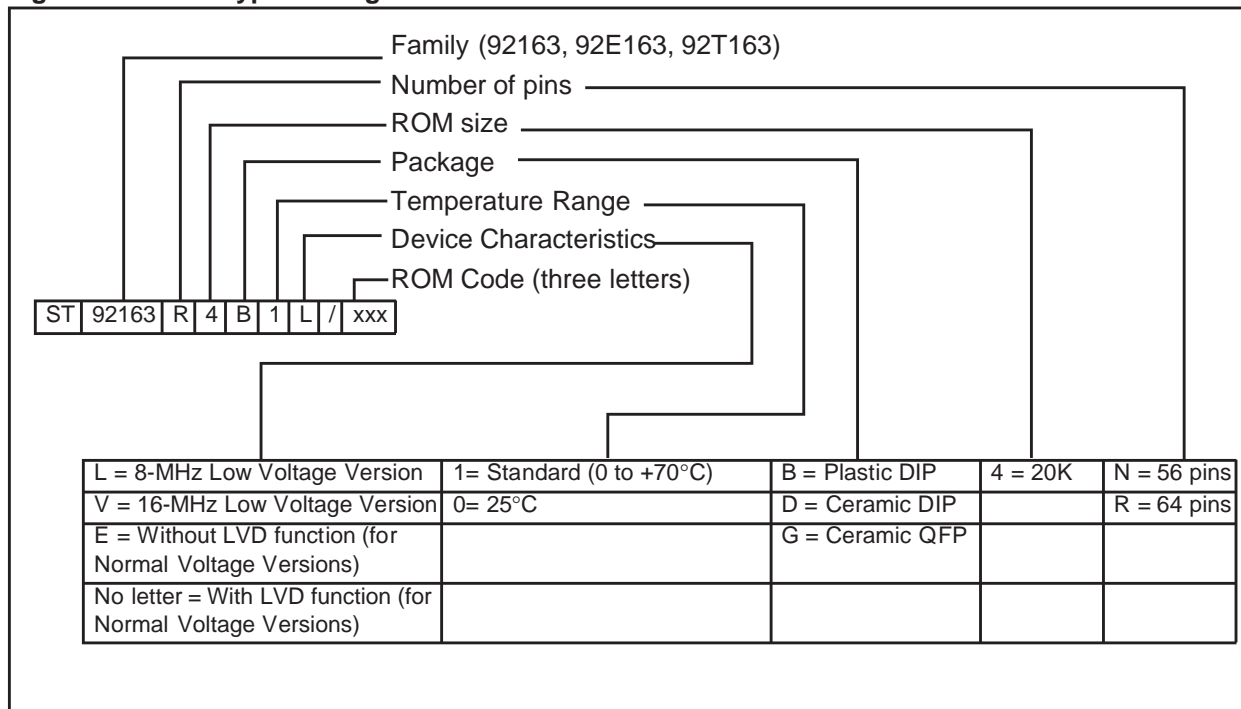 Family (92163, 92E163, 92T163)
Number of pins
ROM size
Package
Temperature Range
Device Characteristics
ROM Code (three letters)
ST 92163 R 4 B 1 L / xxx
L = 8-MHz Low Voltage Version 1= Standard (0 to +70°C) B = Plastic DIP 4 = 20K N = 56 pins
V = 16-MHz Low Voltage Version 0= 25°C D = Ceramic DIP R = 64 pins
E = Without LVD function (for G = Ceramic QFP
Normal Voltage Versions)
No letter = With LVD function (for
Normal Voltage Versions)